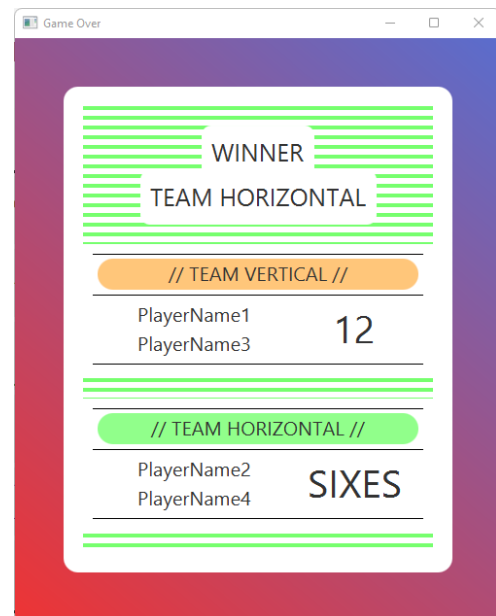 Game Over
WINNER
TEAM HORIZONTAL
// TEAM VERTICAL //
PlayerName1
PlayerName3
12
// TEAM HORIZONTAL //
PlayerName2
PlayerName4
SIXES